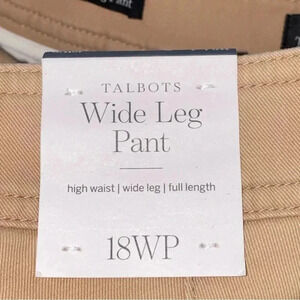 TALBOTS
Wide Leg
Pant
high waist | wide leg | full length
18WP